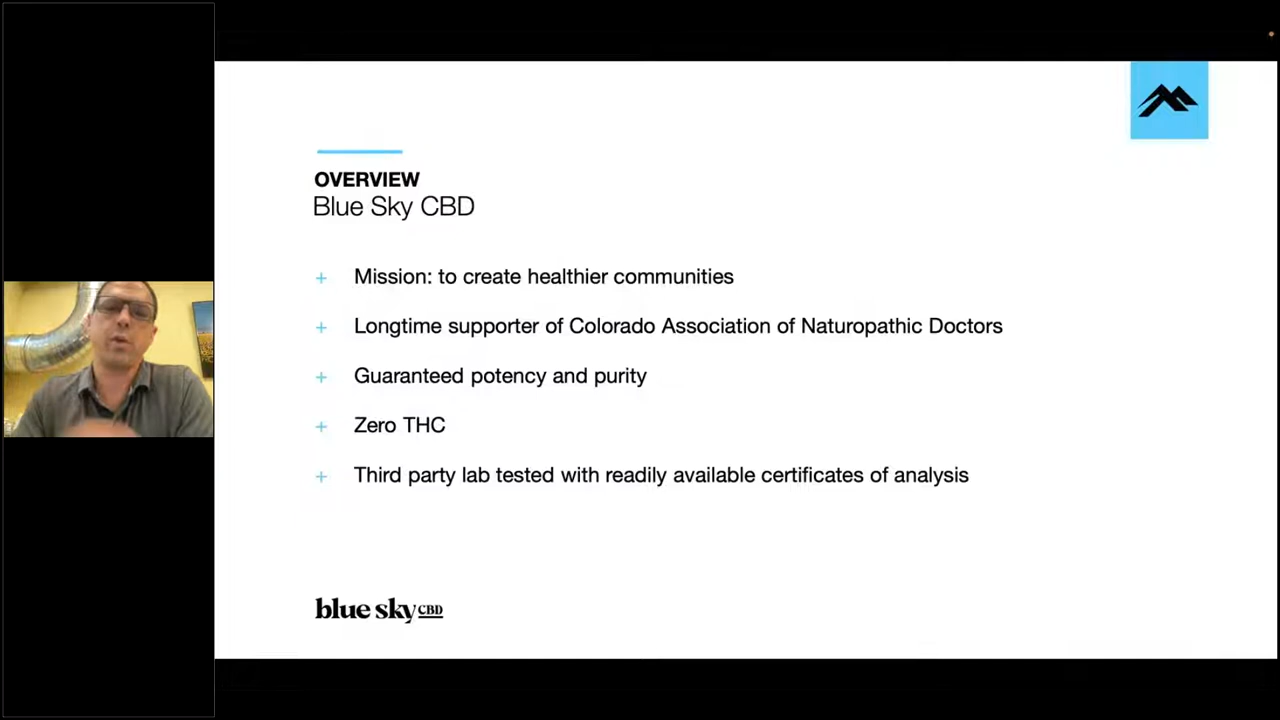 OVERVIEW
Blue Sky CBD
+ Mission: to create healthier communities
+ Longtime supporter of Colorado Association of Naturopathic Doctors
+ Guaranteed potency and purity
+ Zero THC
+ Third party lab tested with readily available certificates of analysis
blue sky CBD